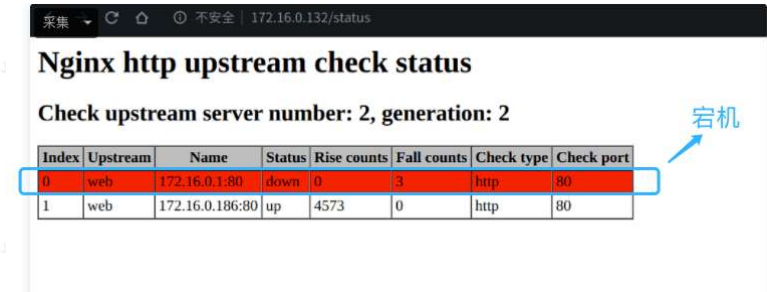 采集 不安全 172.16.0.132/status
Nginx http upstream check status
Check upstream server number: 2, generation: 2
宕机
Index Upstream Name Status Rise counts Fall counts Check type Check port
0 web 172.16.0.1:80 down 0 3 http 80
1 web 172.16.0.186:80 up 4573 0 http 80